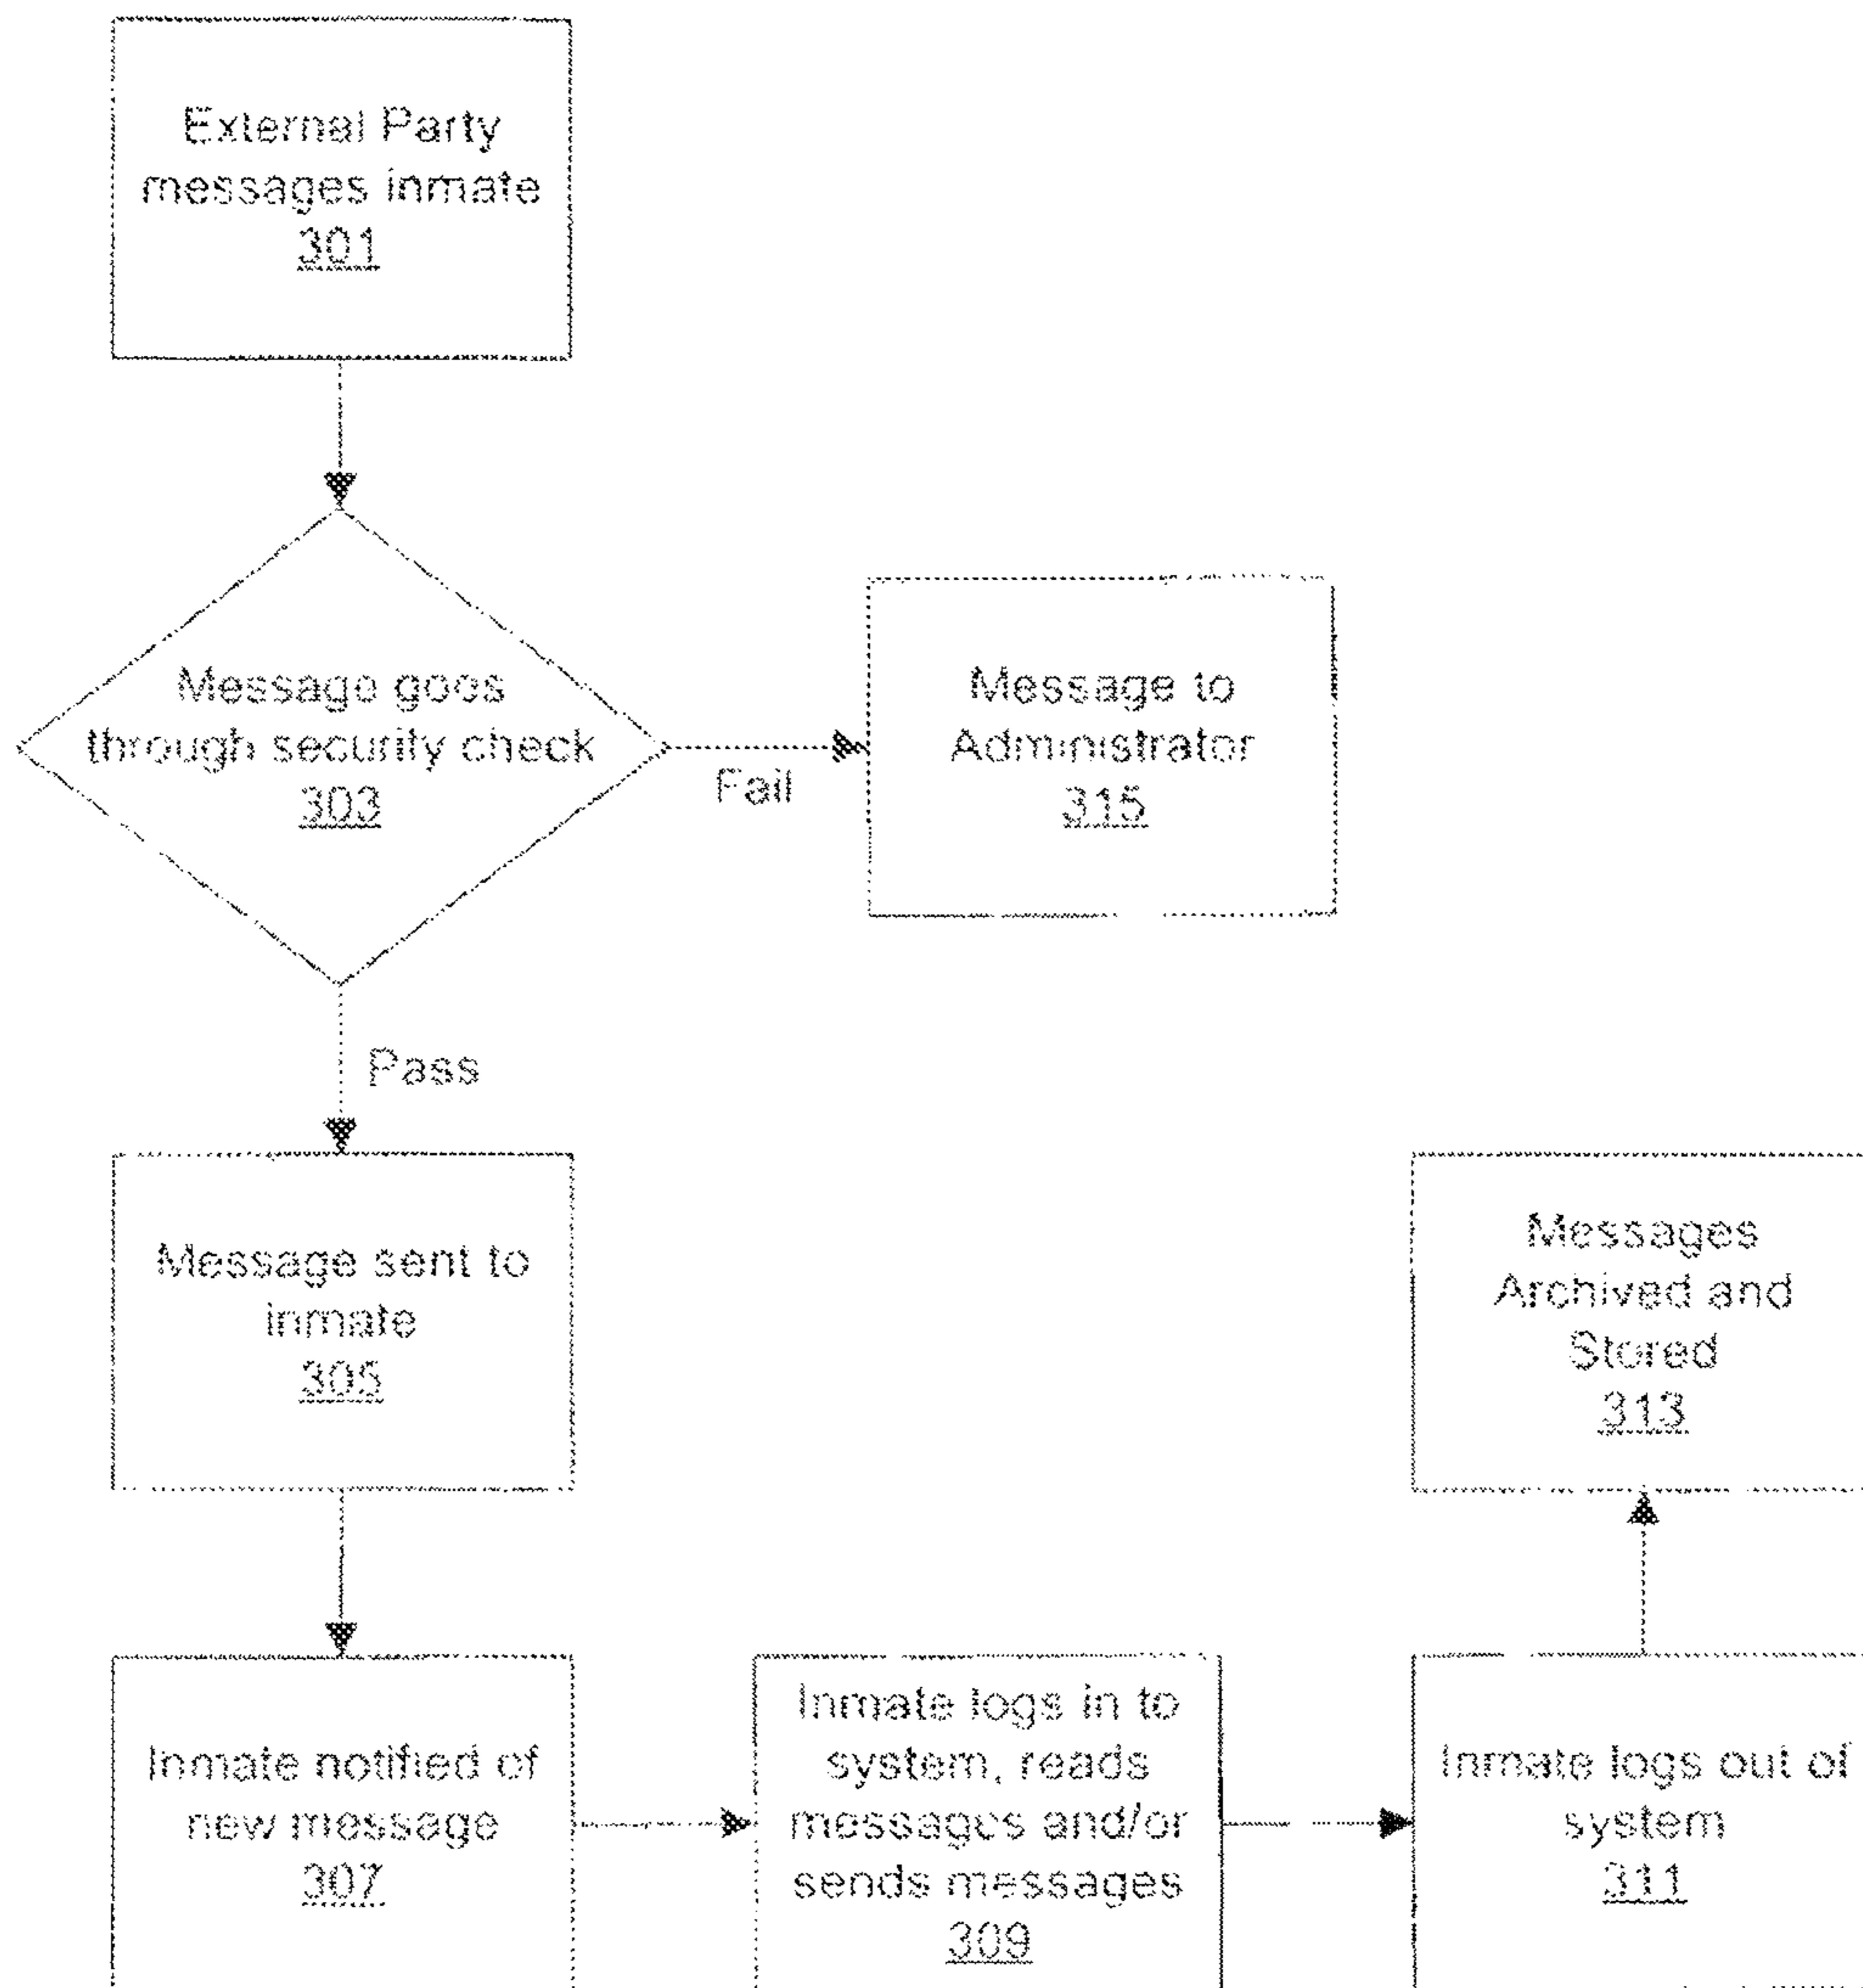 External Party
messages inmate
301
Message goes
through security check
303
Fail
Message to
Administrator
315
Pass
Message sent to
inmate
305
Messages
Archived and
Stored
313
Inmate notified of
new message
307
Inmate logs in to
system, reads
messages and/or
sends messages
309
Inmate logs out of
system
311